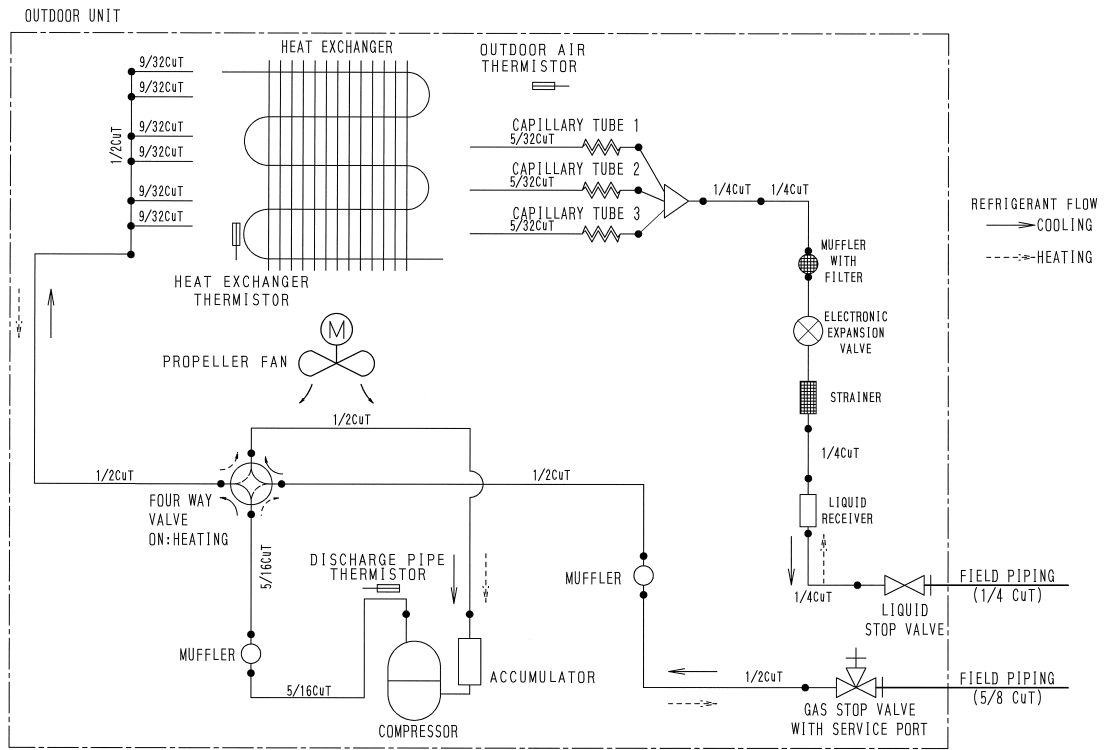 OUTDOOR UNIT
HEAT EXCHANGER
OUTDOOR AIR
THERMISTOR
9/32CuT
9/32CuT
9/32CuT
9/32CuT
9/32CuT
9/32CuT
1/2CuT
CAPILLARY TUBE 1
5/32CuT
CAPILLARY TUBE 2
5/32CuT
CAPILLARY TUBE 3
5/32CuT
1/4CuT
1/4CuT
REFRIGERANT FLOW
COOLING
HEATING
MUFFLER
WITH
FILTER
HEAT EXCHANGER
THERMISTOR
M
PROPELLER FAN
ELECTRONIC
EXPANSION
VALVE
STRAINER
1/2CuT
1/4CuT
1/2CuT
1/2CuT
FOUR WAY
VALVE
ON:HEATING
LIQUID
RECEIVER
5/16CuT
DISCHARGE PIPE
THERMISTOR
MUFFLER
1/4CuT
FIELD PIPING
(1/4 CuT)
LIQUID
STOP VALVE
MUFFLER
5/16CuT
ACCUMULATOR
COMPRESSOR
1/2CuT
FIELD PIPING
(5/8 CuT)
GAS STOP VALVE
WITH SERVICE PORT